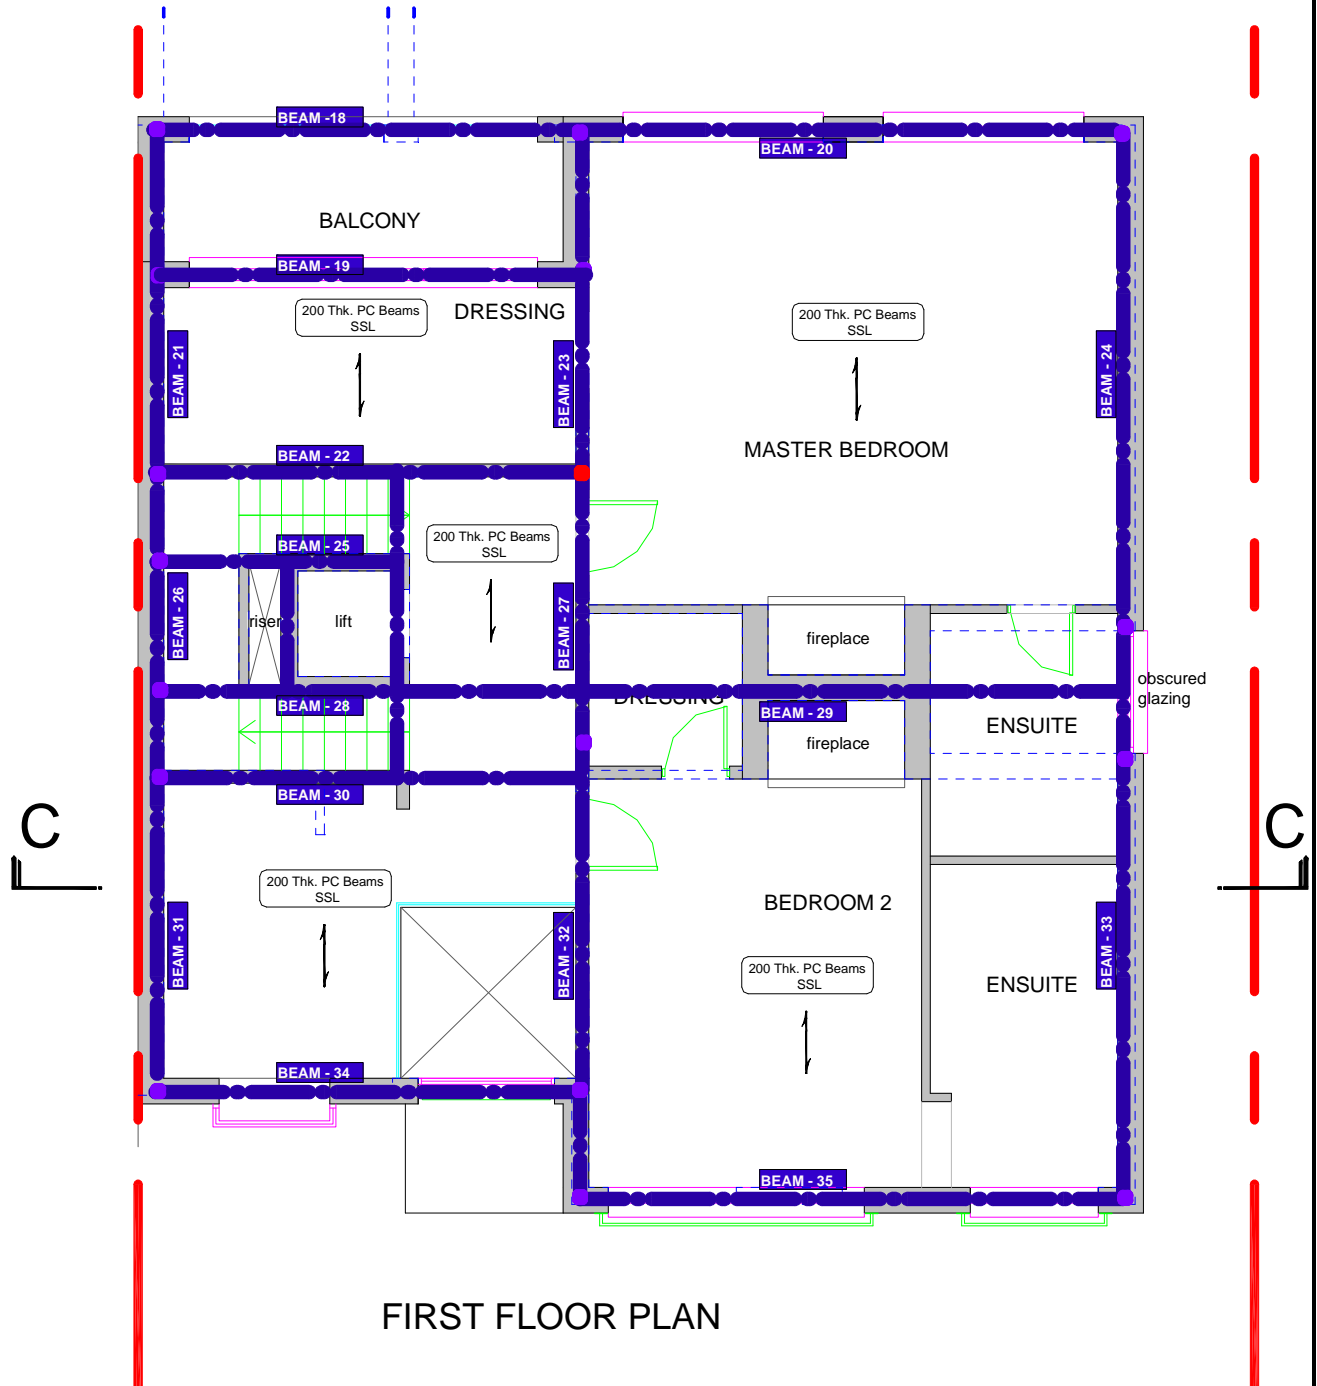 BEAM -18
BEAM - 20
BALCONY
BEAM - 19
200 Thk. PC Beams
SSL
DRESSING
200 Thk. PC Beams
SSL
BEAM - 21
BEAM - 23
BEAM - 24
MASTER BEDROOM
BEAM - 22
200 Thk. PC Beams
SSL
BEAM - 25
BEAM - 26
riser
lift
BEAM - 27
fireplace
obscured
glazing
DRESSING
BEAM - 28
BEAM - 29
ENSUITE
fireplace
BEAM - 30
C
C
200 Thk. PC Beams
SSL
BEDROOM 2
BEAM - 31
BEAM - 32
BEAM - 33
200 Thk. PC Beams
SSL
ENSUITE
BEAM - 34
BEAM - 35
FIRST FLOOR PLAN